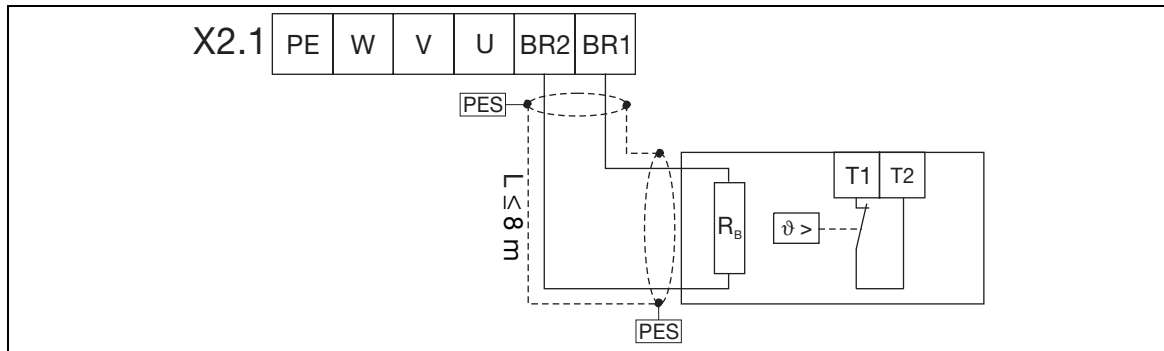 X2.1 PE W V U BR2 BR1
PES
L ≤ 8 m
T1 T2
R_B
ϑ >
PES